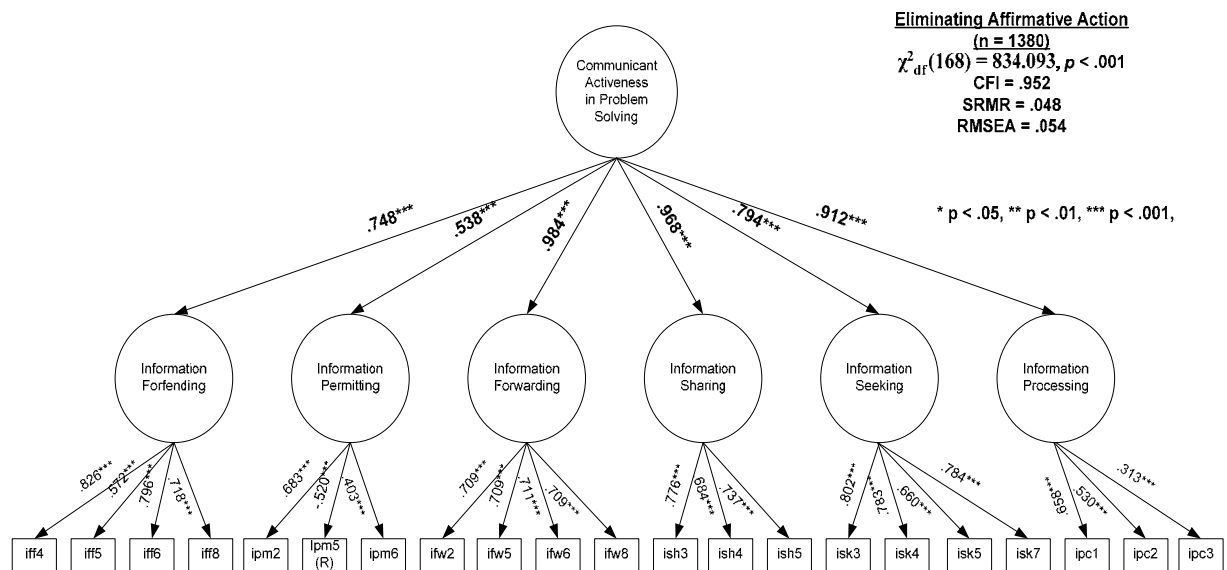 Eliminating Affirmative Action
(n = 1380)
χ²df(168) = 834.093, p < .001
CFI = .952
SRMR = .048
RMSEA = .054
Communicant
Activeness
in Problem
Solving
* p < .05, ** p < .01, *** p < .001,
.748***
.538***
.984***
.968***
.794***
.912***
Information
Forfending
Information
Permitting
Information
Forwarding
Information
Sharing
Information
Seeking
Information
Processing
.826***
.572***
.796***
.718***
.683***
-.520***
.403***
.709***
.709***
.711***
.709***
.776***
.684***
.737***
.802***
.783***
.660***
.784***
.658***
.530***
.313***
iff4
iff5
iff6
iff8
ipm2
Ipm5
(R)
ipm6
ifw2
ifw5
ifw6
ifw8
ish3
ish4
ish5
isk3
isk4
isk5
isk7
ipc1
ipc2
ipc3